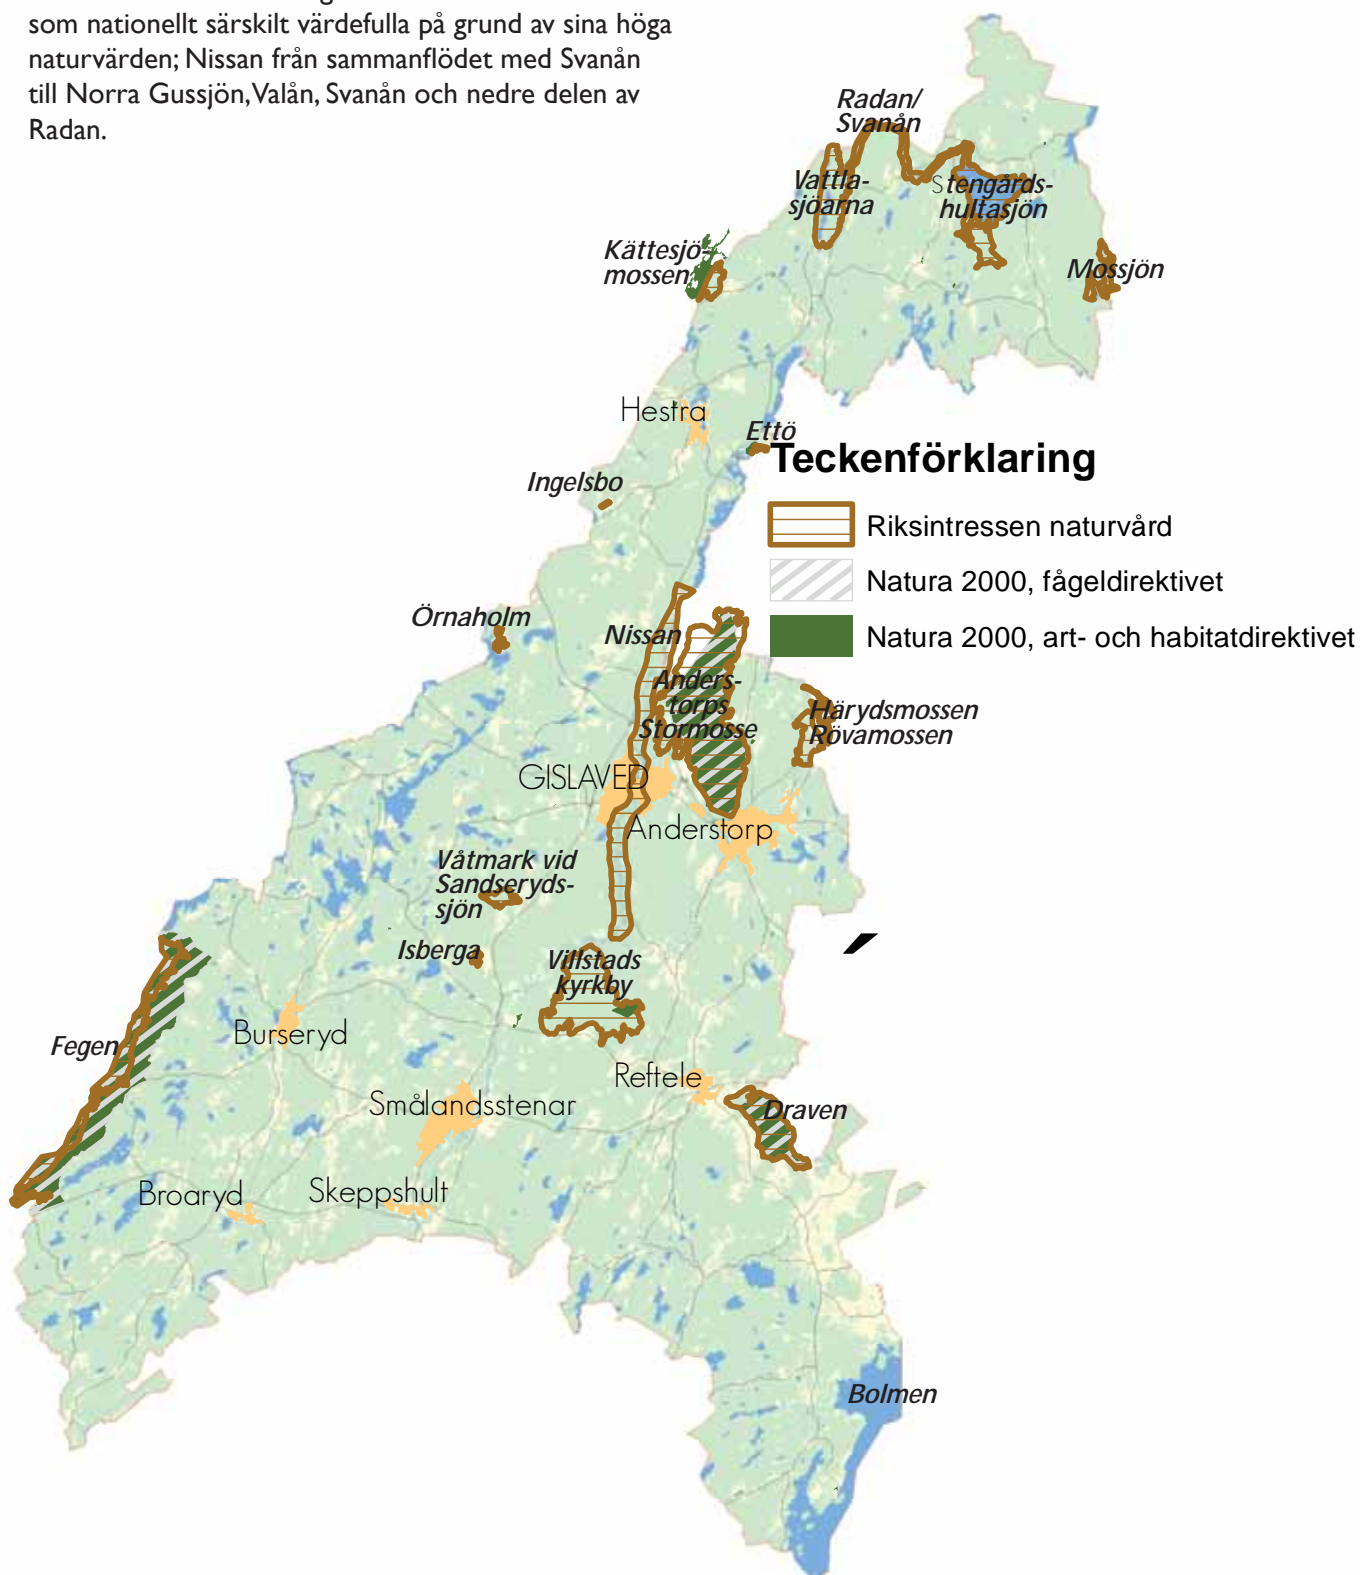 som nationellt särskilt värdefulla på grund av sina höga
naturvärden; Nissan från sammanflödet med Svanån
till Norra Gussjön, Valån, Svanån och nedre delen av
Radan.
Radan/
Svanån
Vattla-
sjöarna
Stengårds-
hultasjön
Kättesjö-
mossen
Mossjön
Hestra
Ettö
Teckenförklaring
Riksintressen naturvård
Natura 2000, fågeldirektivet
Natura 2000, art- och habitatdirektivet
Ingelsbo
Örnaholm
Nissan
Anders-
torps
Stormosse
Härydsmossen
Rövamossen
GISLAVED
Anderstorp
Våtmark vid
Sandseryds-
sjön
Isberga
Villstads
kyrkby
Fegen
Burseryd
Reftele
Smålandsstenar
Draven
Broaryd
Skeppshult
Bolmen